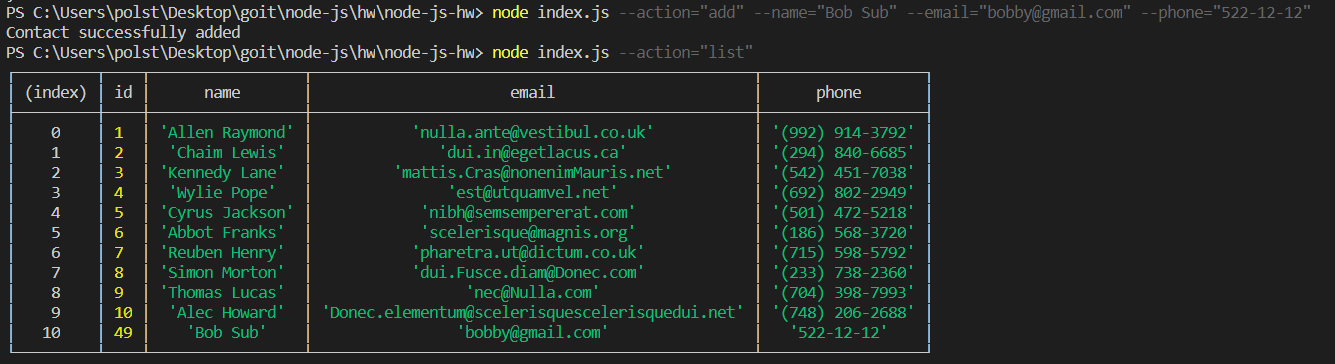 PS C:\Users\polst\Desktop\goit\node-js\hw\node-js-hw> node index.js --action="add" --name="Bob Sub" --email="bobby@gmail.com" --phone="522-12-12"
Contact successfully added
PS C:\Users\polst\Desktop\goit\node-js\hw\node-js-hw> node index.js --action="list"
(index) id name email phone
0 1 'Allen Raymond' 'nulla.ante@vestibul.co.uk' '(992) 914-3792'
1 2 'Chaim Lewis' 'dui.in@egetlacus.ca' '(294) 840-6685'
2 3 'Kennedy Lane' 'mattis.Cras@nonenimMauris.net' '(542) 451-7038'
3 4 'Wylie Pope' 'est@utquamvel.net' '(692) 802-2949'
4 5 'Cyrus Jackson' 'nibh@semsempererat.com' '(501) 472-5218'
5 6 'Abbot Franks' 'scelerisque@magnis.org' '(186) 568-3720'
6 7 'Reuben Henry' 'pharetra.ut@dictum.co.uk' '(715) 598-5792'
7 8 'Simon Morton' 'dui.Fusce.diam@Donec.com' '(233) 738-2360'
8 9 'Thomas Lucas' 'nec@Nulla.com' '(704) 398-7993'
9 10 'Alec Howard' 'Donec.elementum@scelerisquescelerisquedui.net' '(748) 206-2688'
10 49 'Bob Sub' 'bobby@gmail.com' '522-12-12'